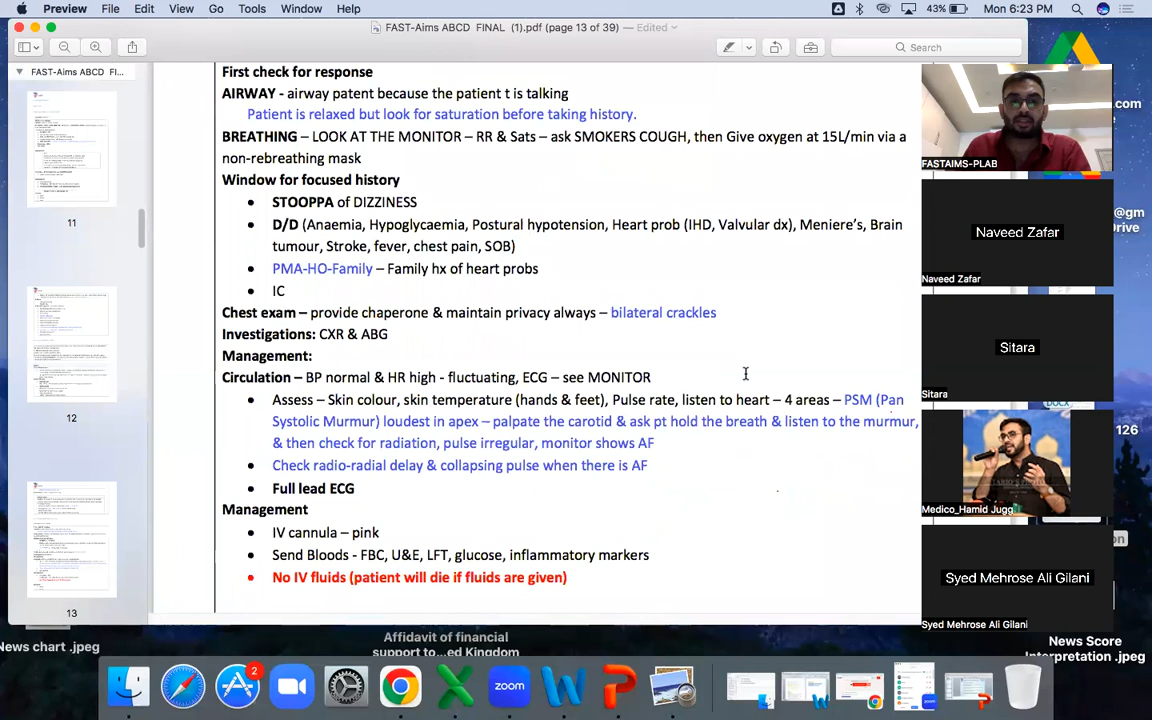 Preview File Edit View Go Tools Window Help
43% Mon 6:23 PM
FAST-Aims ABCD FINAL (1).pdf (page 13 of 39) — Edited
Search
FAST-Aims ABCD Fl...
11
12
13
First check for response
AIRWAY - airway patent because the patient t is talking
Patient is relaxed but look for saturation before taking history.
BREATHING – LOOK AT THE MONITOR – RR & Sats – ask SMOKERS COUGH, then Give oxygen at 15L/min via a
non-rebreathing mask
Window for focused history
• STOOPPA of DIZZINESS
• D/D (Anaemia, Hypoglycaemia, Postural hypotension, Heart prob (IHD, Valvular dx), Meniere's, Brain
tumour, Stroke, fever, chest pain, SOB)
• PMA-HO-Family – Family hx of heart probs
• IC
Chest exam – provide chaperone & maintain privacy always – bilateral crackles
Investigations: CXR & ABG
Management:
Circulation – BP normal & HR high - fluctuating, ECG – see MONITOR
• Assess – Skin colour, skin temperature (hands & feet), Pulse rate, listen to heart – 4 areas – PSM (Pan
Systolic Murmur) loudest in apex – palpate the carotid & ask pt hold the breath & listen to the murmur,
& then check for radiation, pulse irregular, monitor shows AF
• Check radio-radial delay & collapsing pulse when there is AF
• Full lead ECG
Management
• IV cannula – pink
• Send Bloods - FBC, U&E, LFT, glucose, inflammatory markers
• No IV fluids (patient will die if fluids are given)
FASTAIMS-PLAB
Naveed Zafar
Naveed Zafar
Sitara
Sitara
Medico_Hamid Jugg
Syed Mehrose Ali Gilani
Syed Mehrose Ali Gilani
.com
@gm
Drive
126
on
DOCX
News chart .jpeg
Affidavit of financial
support to...ed Kingdom
News Score
Interpretation .jpeg
2
zoom